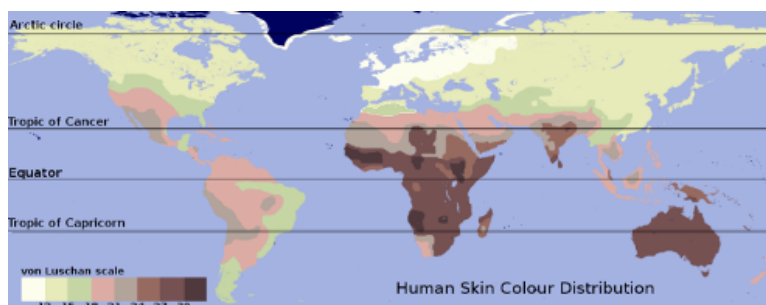 Arctic circle
Tropic of Cancer
Equator
Tropic of Capricorn
von Luschan scale
Human Skin Colour Distribution